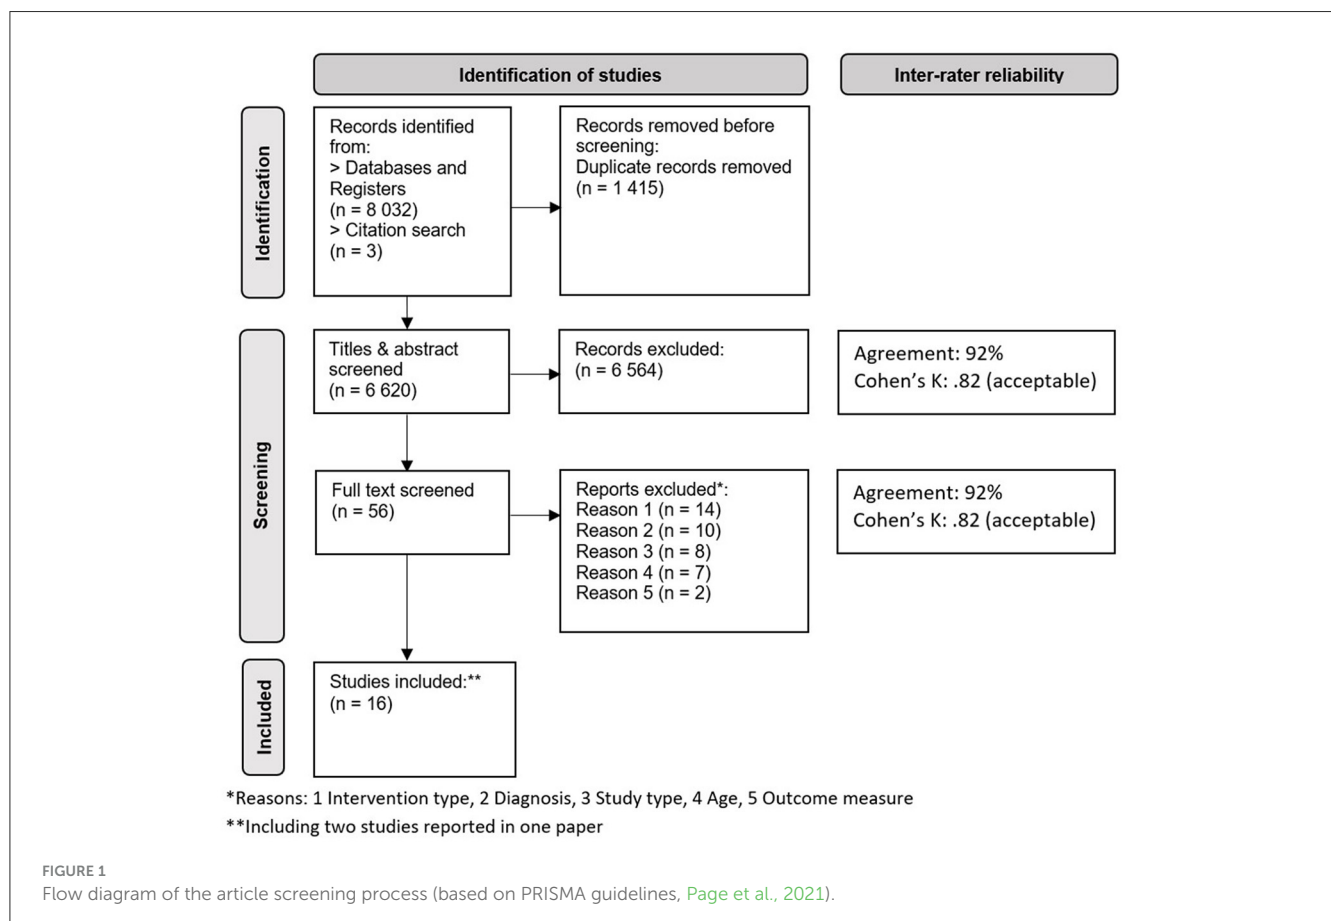 Identification of studies
Inter-rater reliability
Identification
Records identified
from:
> Databases and
Registers
(n = 8 032)
> Citation search
(n = 3)
Records removed before
screening:
Duplicate records removed
(n = 1 415)
Screening
Titles & abstract
screened
(n = 6 620)
Records excluded:
(n = 6 564)
Agreement: 92%
Cohen's K: .82 (acceptable)
Full text screened
(n = 56)
Reports excluded*:
Reason 1 (n = 14)
Reason 2 (n = 10)
Reason 3 (n = 8)
Reason 4 (n = 7)
Reason 5 (n = 2)
Agreement: 92%
Cohen's K: .82 (acceptable)
Included
Studies included:**
(n = 16)
*Reasons: 1 Intervention type, 2 Diagnosis, 3 Study type, 4 Age, 5 Outcome measure
**Including two studies reported in one paper
FIGURE 1
Flow diagram of the article screening process (based on PRISMA guidelines, Page et al., 2021).